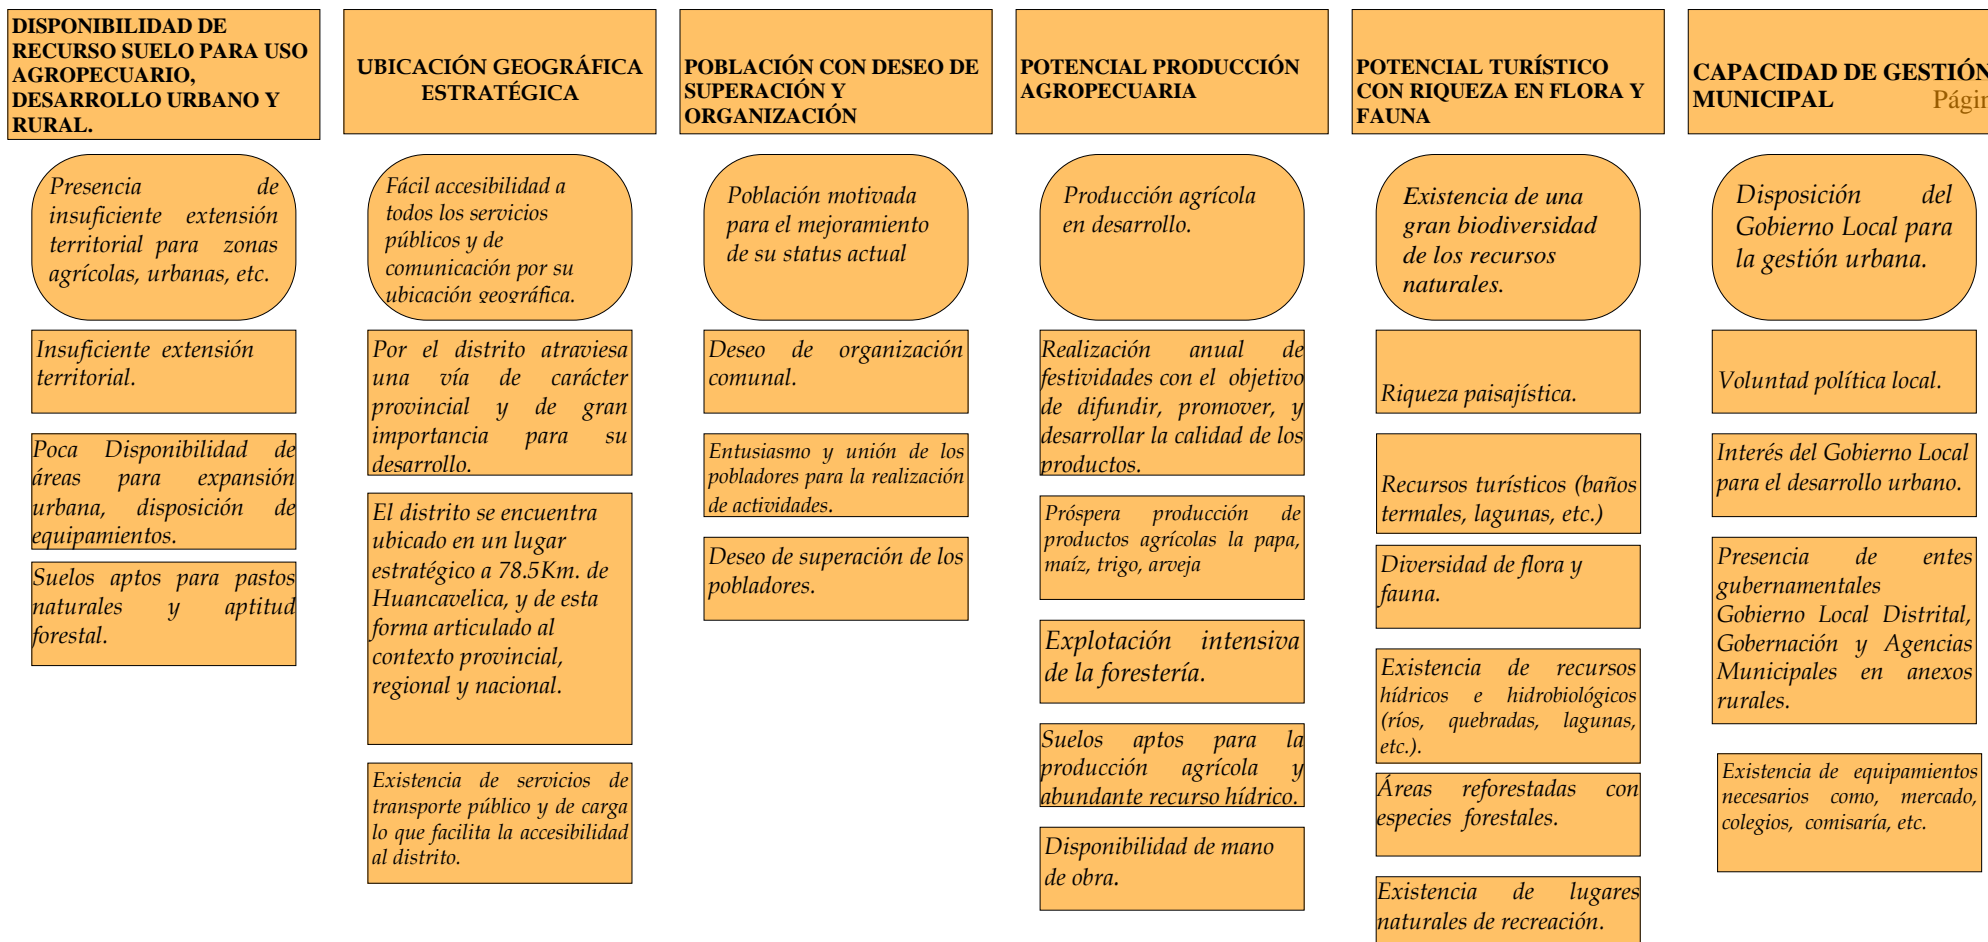 DISPONIBILIDAD DE
RECURSO SUELO PARA USO
AGROPECUARIO,
DESARROLLO URBANO Y
RURAL.
Presencia de
insuficiente extensión
territorial para zonas
agrícolas, urbanas, etc.
Insuficiente extensión
territorial.
Poca Disponibilidad de
áreas para expansión
urbana, disposición de
equipamientos.
Suelos aptos para pastos
naturales y aptitud
forestal.
UBICACIÓN GEOGRÁFICA
ESTRATÉGICA
Fácil accesibilidad a
todos los servicios
públicos y de
comunicación por su
ubicación geográfica.
Por el distrito atraviesa
una vía de carácter
provincial y de gran
importancia para su
desarrollo.
El distrito se encuentra
ubicado en un lugar
estratégico a 78.5Km. de
Huancavelica, y de esta
forma articulado al
contexto provincial,
regional y nacional.
Existencia de servicios de
transporte público y de carga
lo que facilita la accesibilidad
al distrito.
POBLACIÓN CON DESEO DE
SUPERACIÓN Y
ORGANIZACIÓN
Población motivada
para el mejoramiento
de su status actual
Deseo de organización
comunal.
Entusiasmo y unión de los
pobladores para la realización
de actividades.
Deseo de superación de los
pobladores.
POTENCIAL PRODUCCIÓN
AGROPECUARIA
Producción agrícola
en desarrollo.
Realización anual de
festividades con el objetivo
de difundir, promover, y
desarrollar la calidad de los
productos.
Próspera producción de
productos agrícolas la papa,
maíz, trigo, arveja
Explotación intensiva
de la forestería.
Suelos aptos para la
producción agrícola y
abundante recurso hídrico.
Disponibilidad de mano
de obra.
POTENCIAL TURÍSTICO
CON RIQUEZA EN FLORA Y
FAUNA
Existencia de una
gran biodiversidad
de los recursos
naturales.
Riqueza paisajística.
Recursos turísticos (baños
termales, lagunas, etc.)
Diversidad de flora y
fauna.
Existencia de recursos
hídricos e hidrobiológicos
(ríos, quebradas, lagunas,
etc.).
Áreas reforestadas con
especies forestales.
Existencia de lugares
naturales de recreación.
CAPACIDAD DE GESTIÓN
MUNICIPAL Págin
Disposición del
Gobierno Local para
la gestión urbana.
Voluntad política local.
Interés del Gobierno Local
para el desarrollo urbano.
Presencia de entes
gubernamentales
Gobierno Local Distrital,
Gobernación y Agencias
Municipales en anexos
rurales.
Existencia de equipamientos
necesarios como, mercado,
colegios, comisaría, etc.